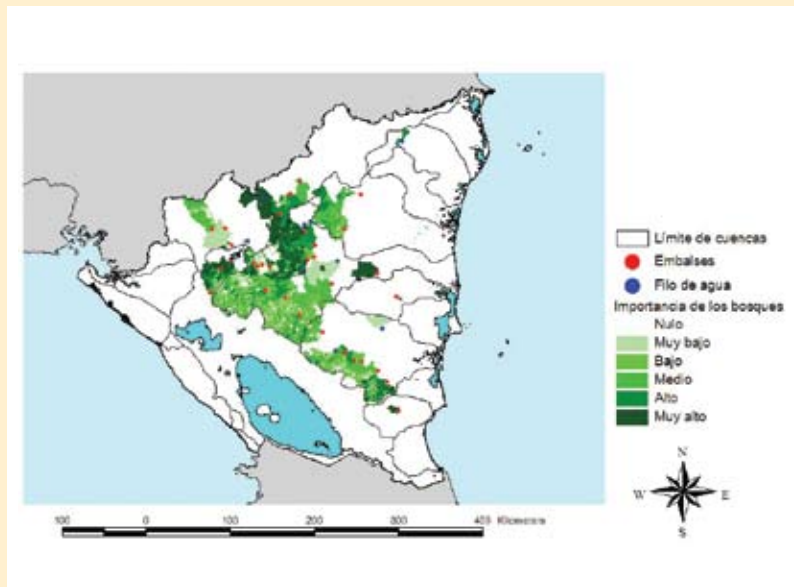 Límite de cuencas
Embalses
Filo de agua
Importancia de los bosques
Nulo
Muy bajo
Bajo
Medio
Alto
Muy alto
N
W E
S
100 0 100 200 300 400 Kilometers